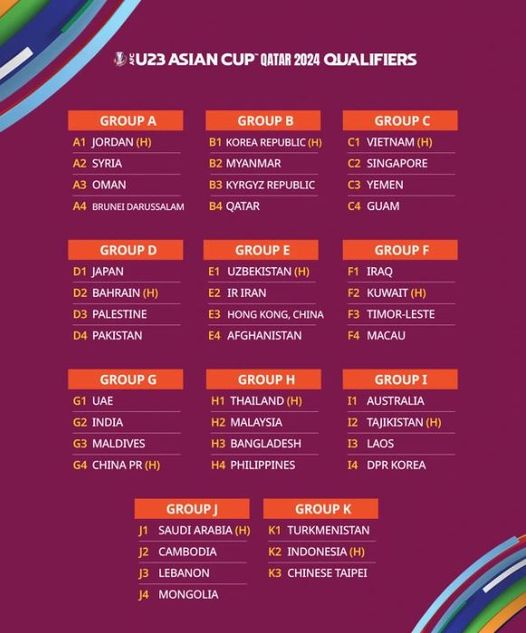 AFC U23 ASIAN CUP™ QATAR 2024 QUALIFIERS
GROUP A
A1 JORDAN (H)
A2 SYRIA
A3 OMAN
A4 BRUNEI DARUSSALAM
GROUP B
B1 KOREA REPUBLIC (H)
B2 MYANMAR
B3 KYRGYZ REPUBLIC
B4 QATAR
GROUP C
C1 VIETNAM (H)
C2 SINGAPORE
C3 YEMEN
C4 GUAM
GROUP D
D1 JAPAN
D2 BAHRAIN (H)
D3 PALESTINE
D4 PAKISTAN
GROUP E
E1 UZBEKISTAN (H)
E2 IR IRAN
E3 HONG KONG, CHINA
E4 AFGHANISTAN
GROUP F
F1 IRAQ
F2 KUWAIT (H)
F3 TIMOR-LESTE
F4 MACAU
GROUP G
G1 UAE
G2 INDIA
G3 MALDIVES
G4 CHINA PR (H)
GROUP H
H1 THAILAND (H)
H2 MALAYSIA
H3 BANGLADESH
H4 PHILIPPINES
GROUP I
I1 AUSTRALIA
I2 TAJIKISTAN (H)
I3 LAOS
I4 DPR KOREA
GROUP J
J1 SAUDI ARABIA (H)
J2 CAMBODIA
J3 LEBANON
J4 MONGOLIA
GROUP K
K1 TURKMENISTAN
K2 INDONESIA (H)
K3 CHINESE TAIPEI